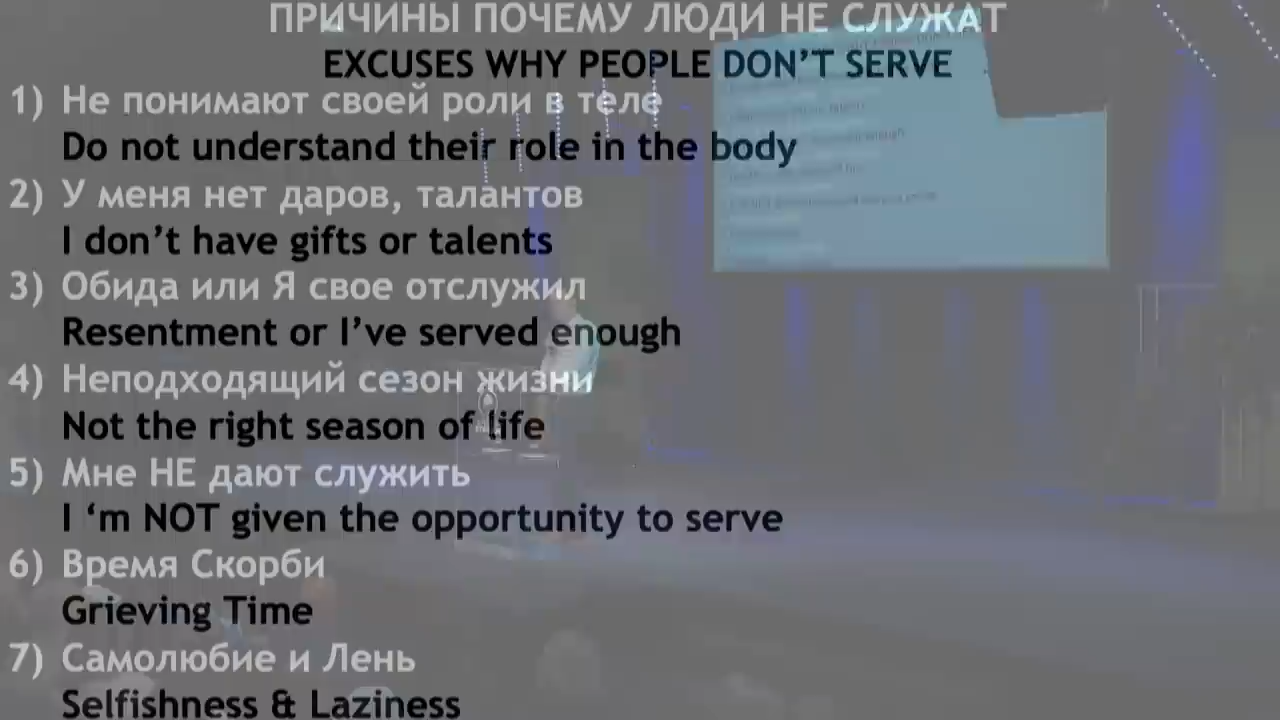 ПРИЧИНЫ ПОЧЕМУ ЛЮДИ НЕ СЛУЖАТ
EXCUSES WHY PEOPLE DON’T SERVE
1) Не понимают своей роли в теле
Do not understand their role in the body
2) У меня нет даров, талантов
I don’t have gifts or talents
3) Обида или Я свое отслужил
Resentment or I’ve served enough
4) Неподходящий сезон жизни
Not the right season of life
5) Мне НЕ дают служить
I ‘m NOT given the opportunity to serve
6) Время Скорби
Grieving Time
7) Самолюбие и Лень
Selfishness & Laziness